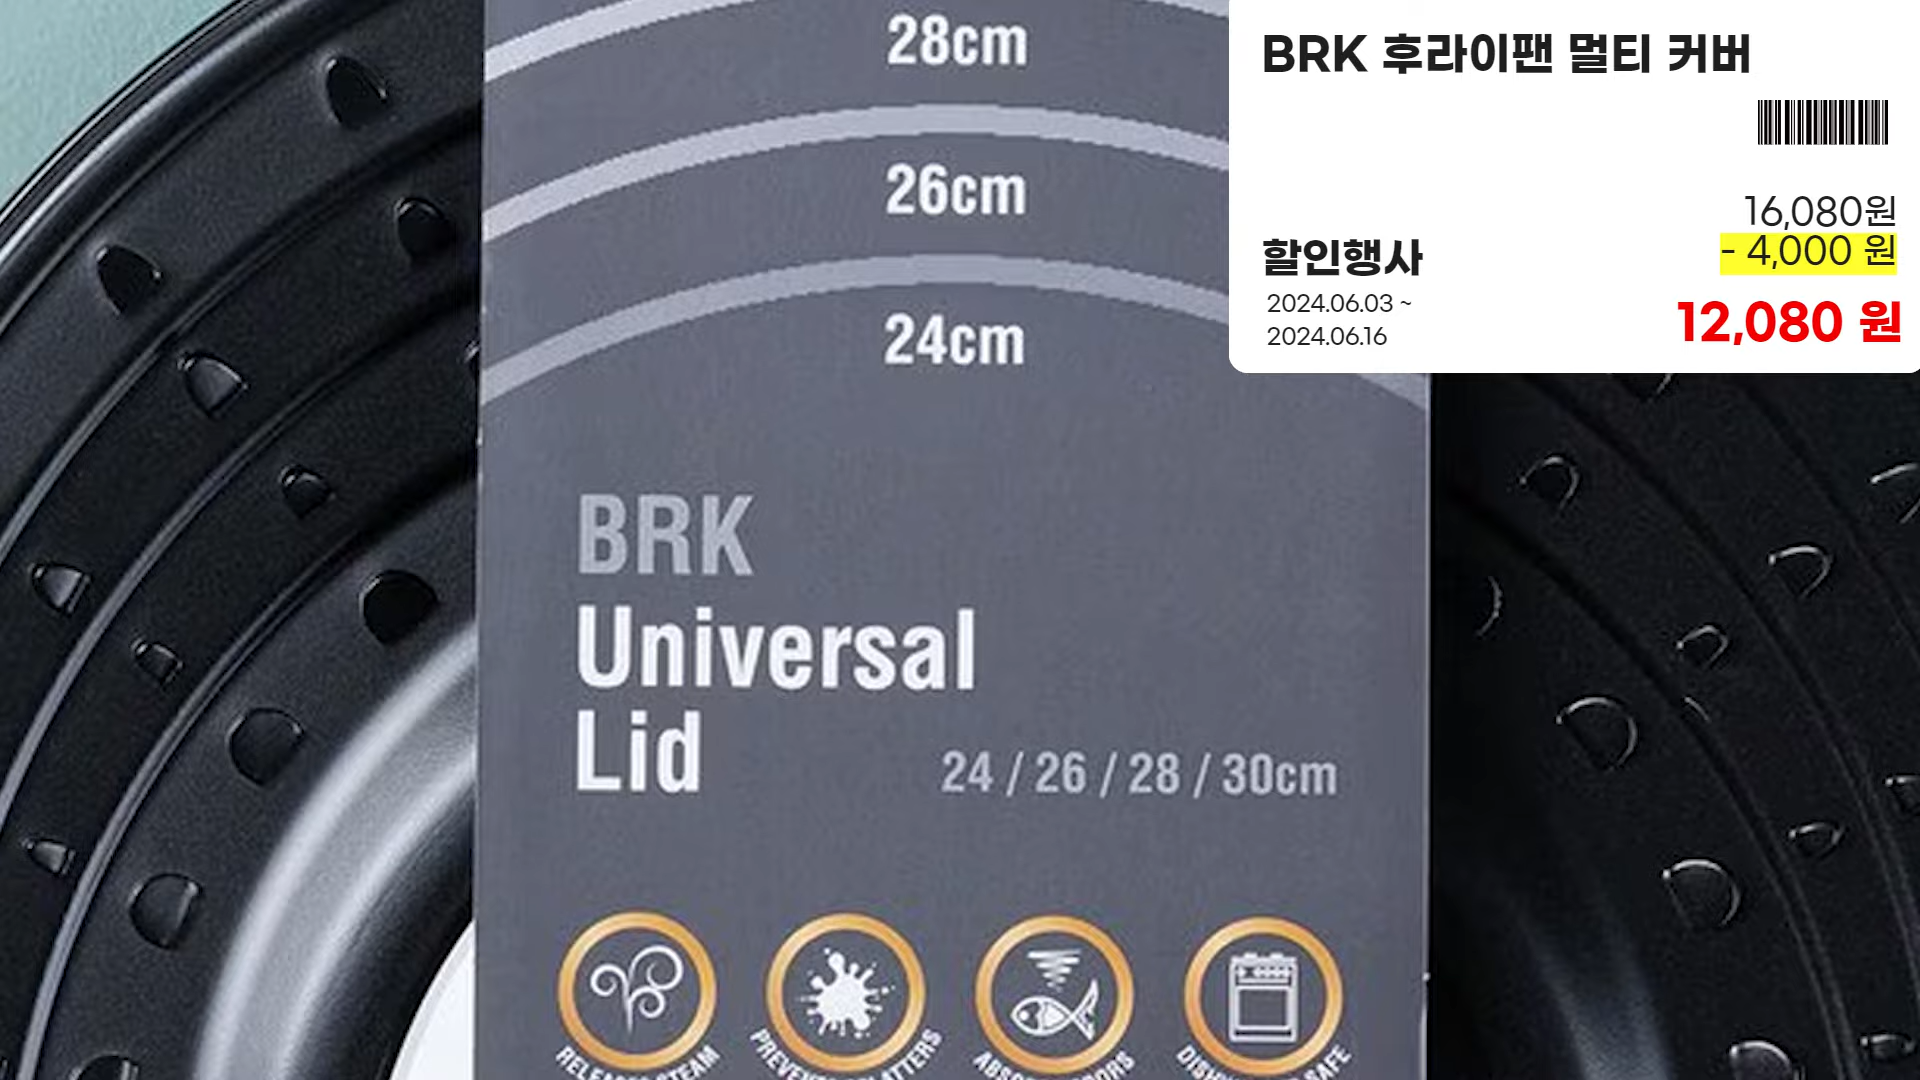 28cm
26cm
24cm
BRK
Universal
Lid
24 / 26 / 28 / 30cm
BRK 후라이팬 멀티 커버
16,080원
- 4,000 원
할인행사
2024.06.03 ~
2024.06.16
12,080 원